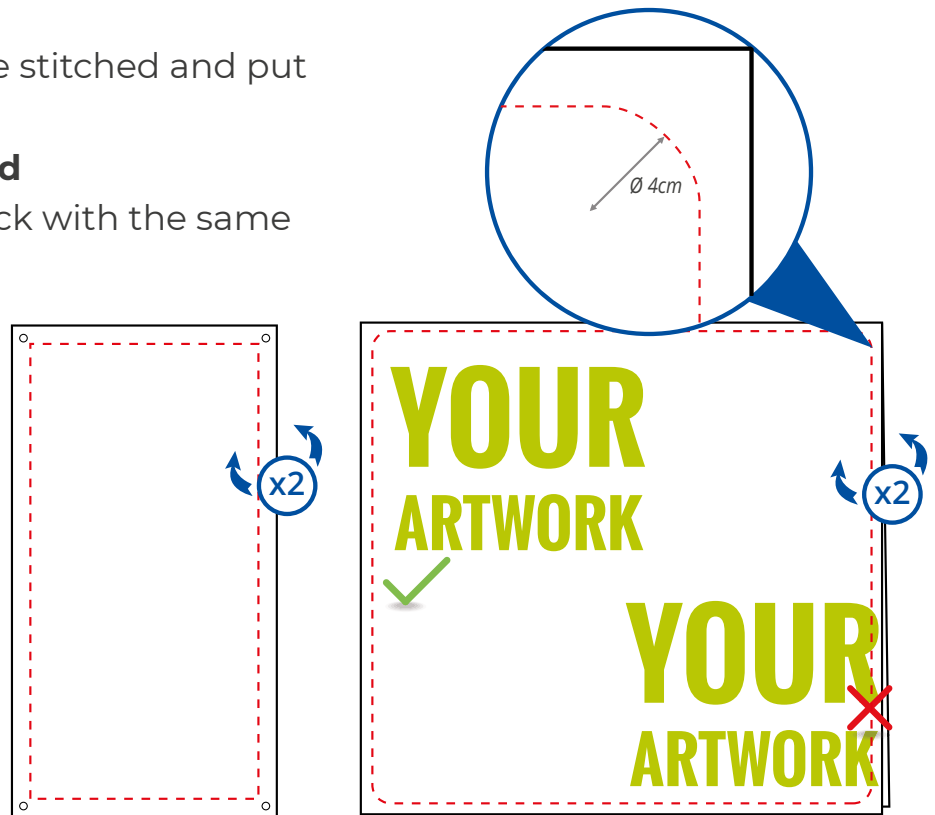 e stitched and put
d
ck with the same
Ø 4cm
x2
YOUR
ARTWORK
x2
YOUR
ARTWORK